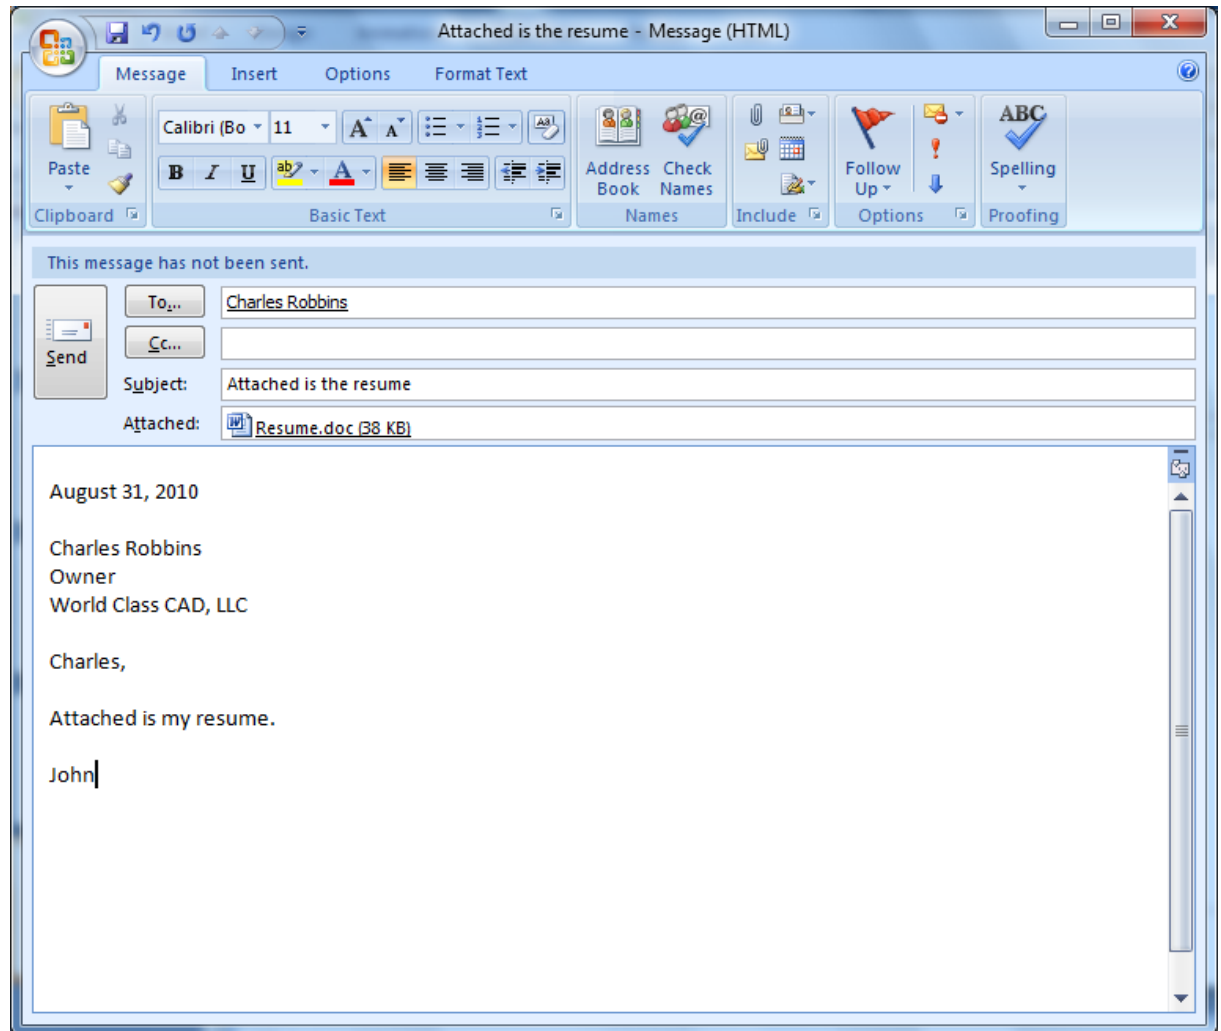 Attached is the resume - Message (HTML)
Message Insert Options Format Text
Paste
Clipboard
Calibri (Bo 11
B I U ab A
Basic Text
Address Book
Check Names
Names
Include
Follow Up
Options
ABC
Spelling
Proofing
This message has not been sent.
Send
To... Charles Robbins
Cc...
Subject: Attached is the resume
Attached: Resume.doc (38 KB)
August 31, 2010
Charles Robbins
Owner
World Class CAD, LLC
Charles,
Attached is my resume.
John